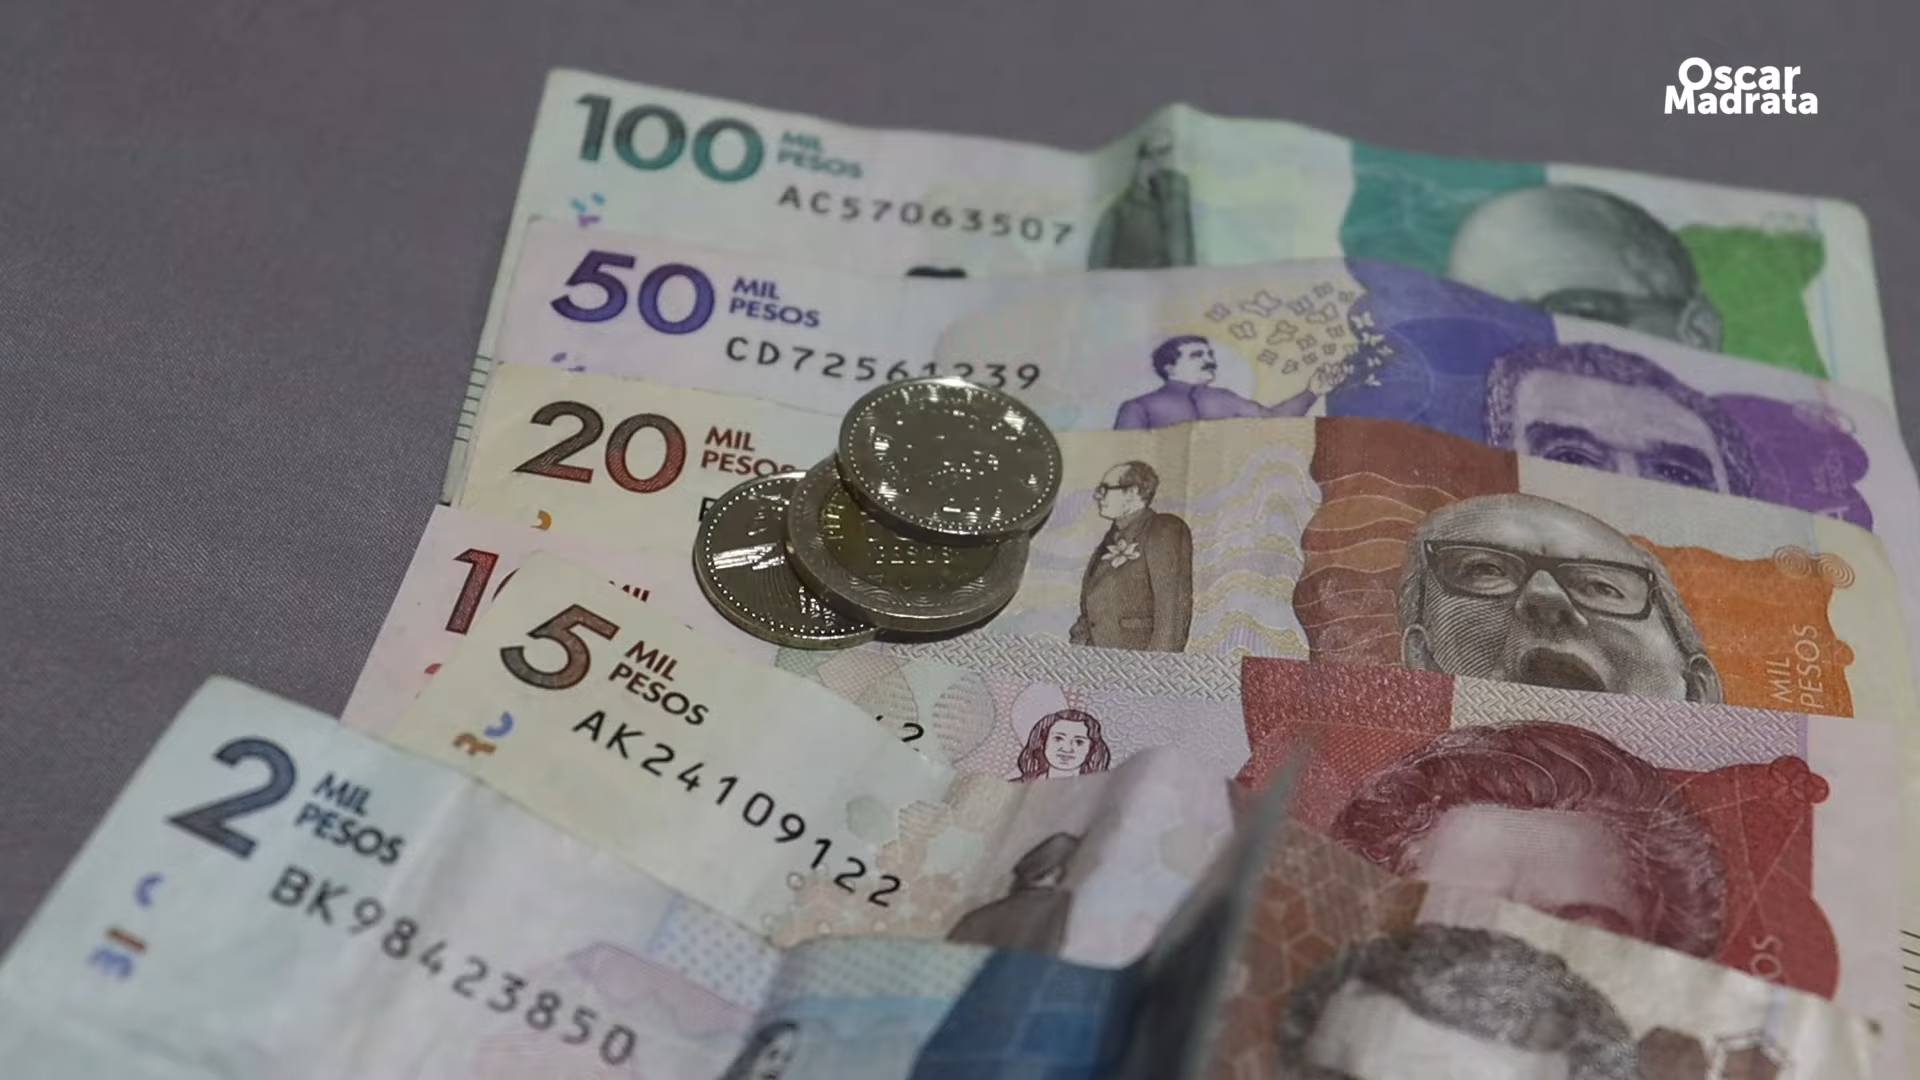 Oscar
Madrata
100 MIL
PESOS
AC57063507
50 MIL
PESOS
CD72561239
20 MIL
PESOS
MIL
PESOS
5 MIL
PESOS
AK24109122
2 MIL
PESOS
BK98423850